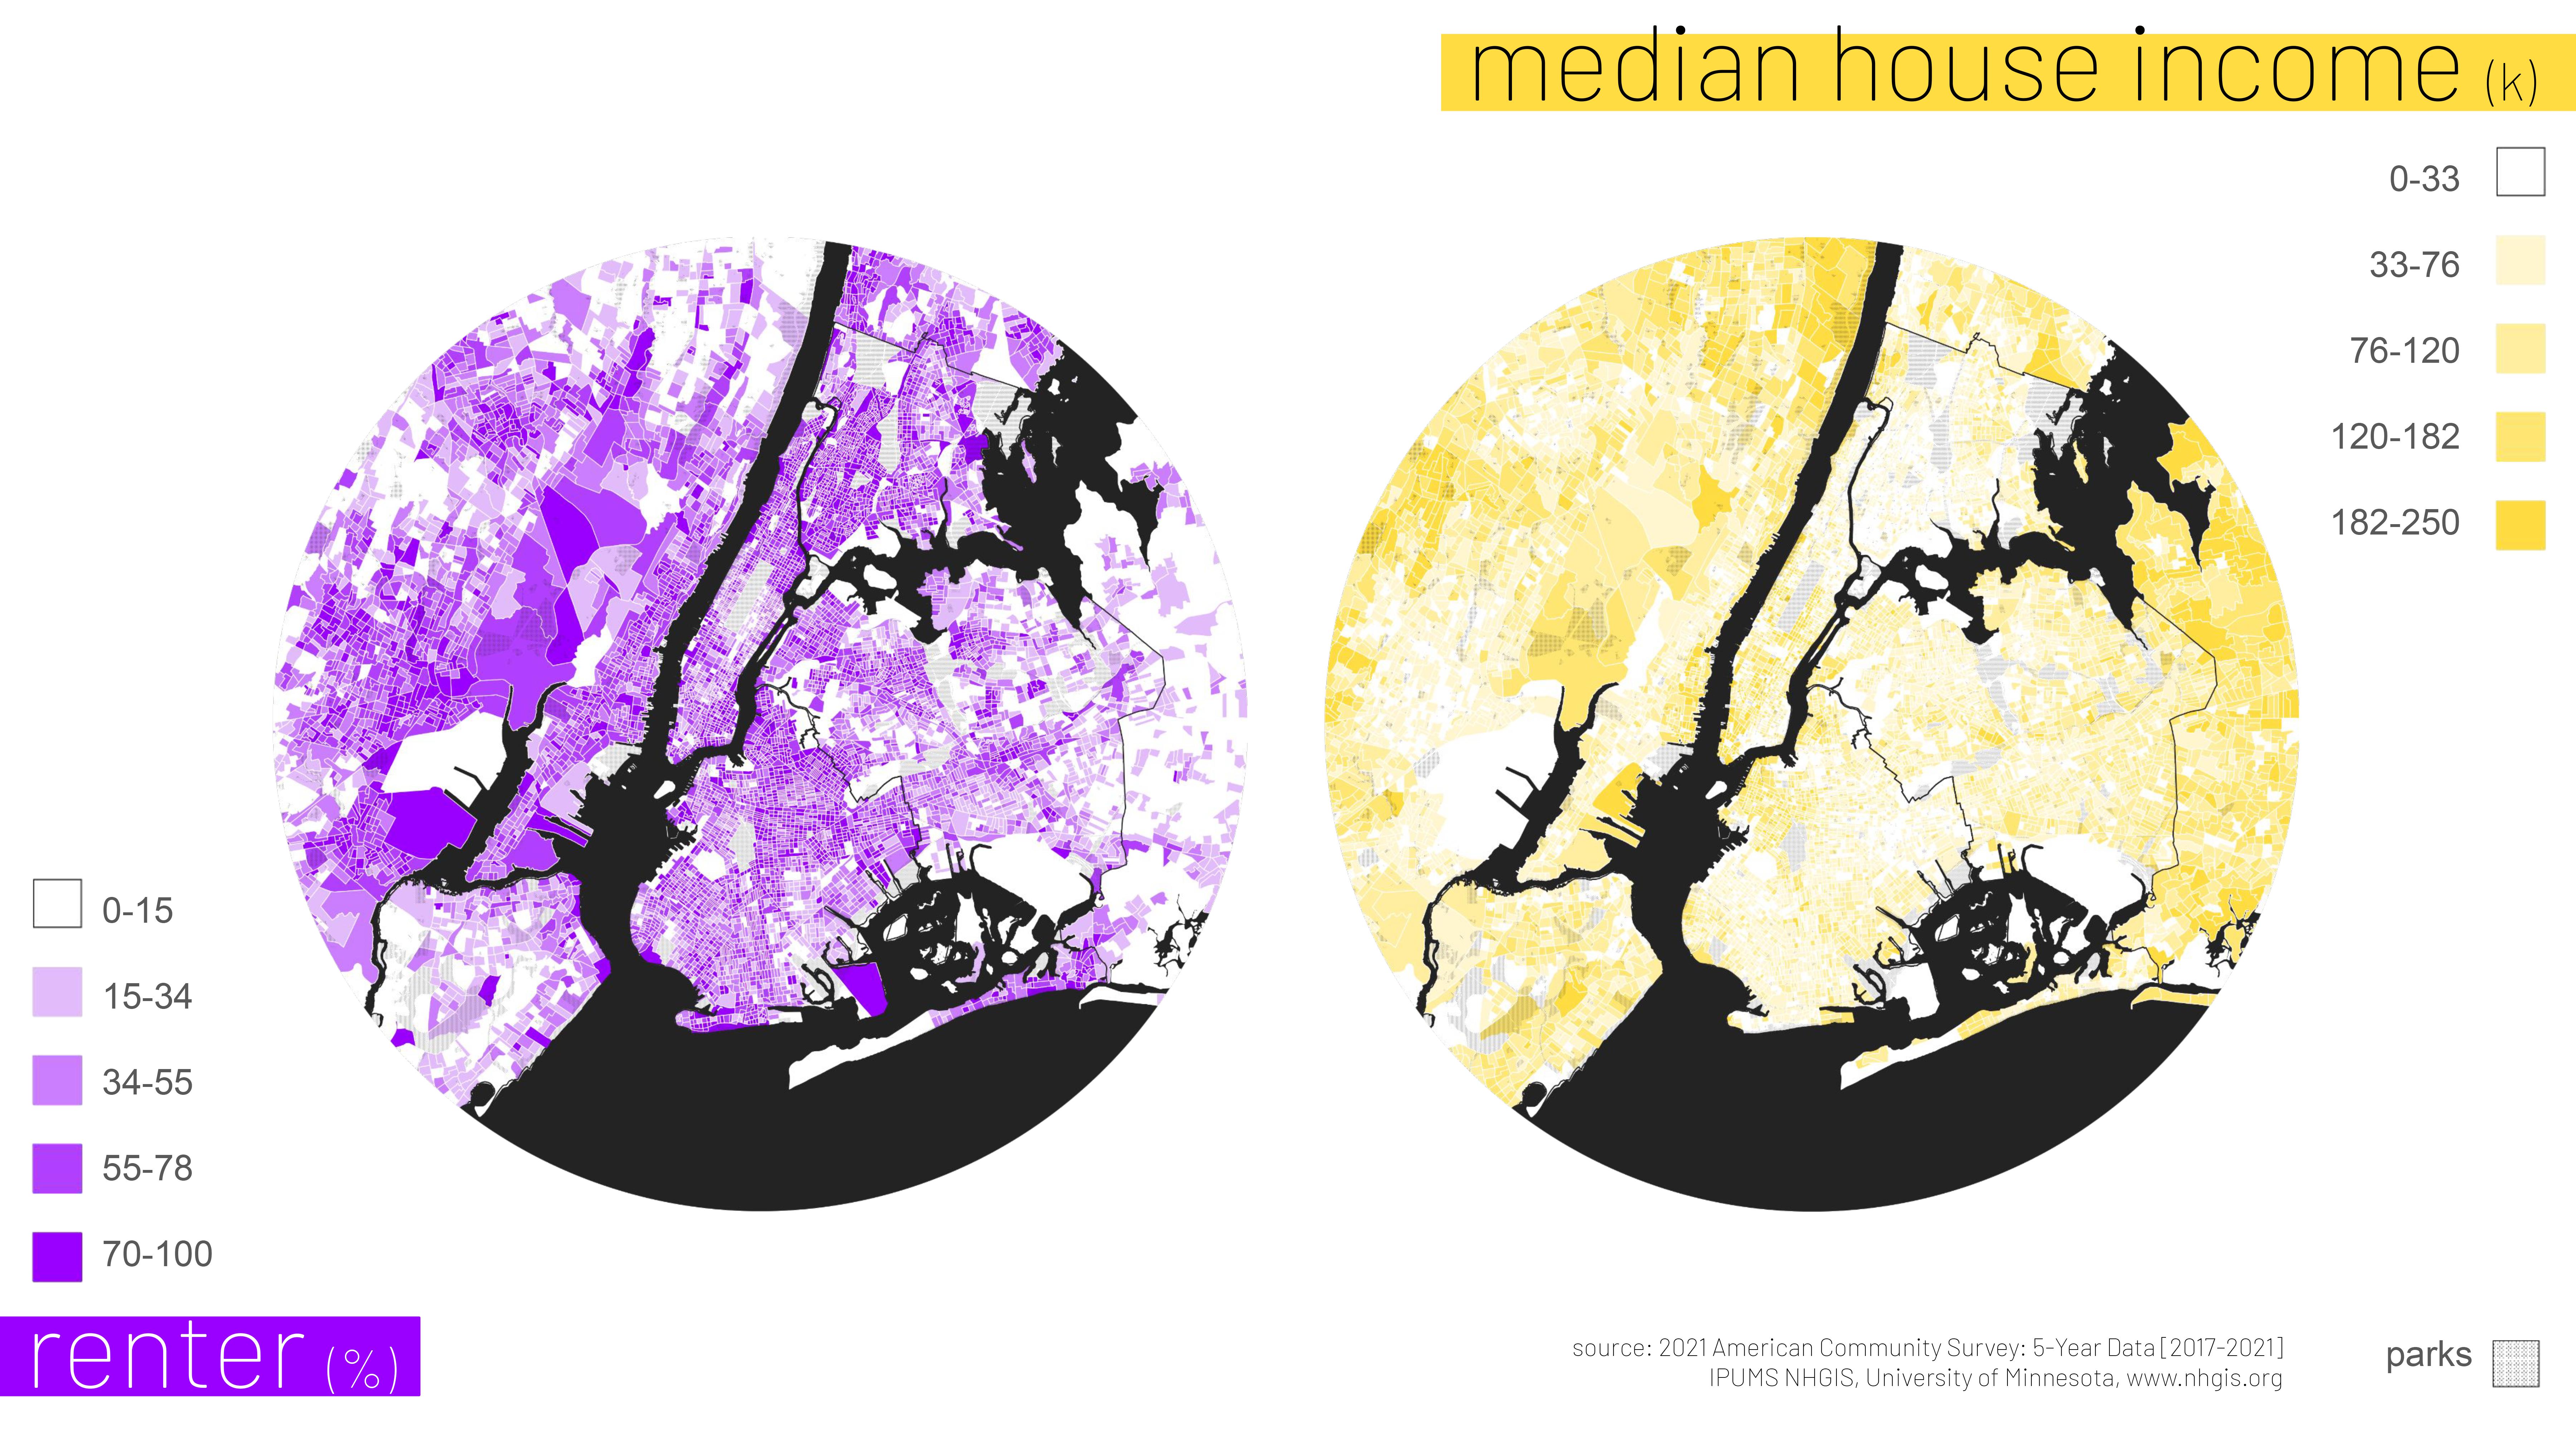 median house income (k)
0-33
33-76
76-120
120-182
182-250
0-15
15-34
34-55
55-78
70-100
renter (%)
source: 2021 American Community Survey: 5-Year Data [2017-2021]
IPUMS NHGIS, University of Minnesota, www.nhgis.org
parks